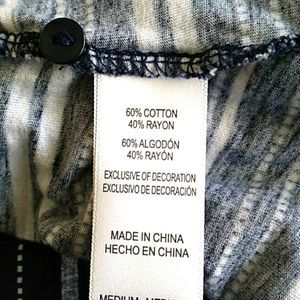 60% COTTON
40% RAYON
60% ALGODÓN
40% RAYÓN
EXCLUSIVE OF DECORATION
EXCLUSIVO DE DECORACIÓN
MADE IN CHINA
HECHO EN CHINA
MEDIUM